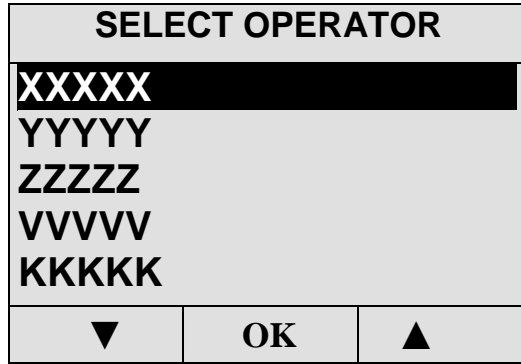 SELECT OPERATOR
XXXXX
YYYYY
ZZZZZ
VVVVV
KKKKK
▼ OK ▲